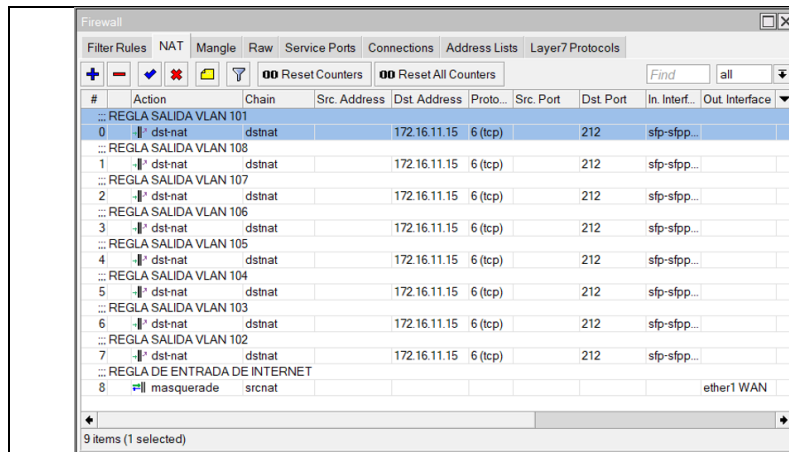 Firewall
Filter Rules NAT Mangle Raw Service Ports Connections Address Lists Layer7 Protocols
00 Reset Counters 00 Reset All Counters Find all
# Action Chain Src. Address Dst. Address Proto... Src. Port Dst. Port In. Interf... Out. Interface
::: REGLA SALIDA VLAN 101
0 dst-nat dstnat 172.16.11.15 6 (tcp) 212 sfp-sfpp...
::: REGLA SALIDA VLAN 108
1 dst-nat dstnat 172.16.11.15 6 (tcp) 212 sfp-sfpp...
::: REGLA SALIDA VLAN 107
2 dst-nat dstnat 172.16.11.15 6 (tcp) 212 sfp-sfpp...
::: REGLA SALIDA VLAN 106
3 dst-nat dstnat 172.16.11.15 6 (tcp) 212 sfp-sfpp...
::: REGLA SALIDA VLAN 105
4 dst-nat dstnat 172.16.11.15 6 (tcp) 212 sfp-sfpp...
::: REGLA SALIDA VLAN 104
5 dst-nat dstnat 172.16.11.15 6 (tcp) 212 sfp-sfpp...
::: REGLA SALIDA VLAN 103
6 dst-nat dstnat 172.16.11.15 6 (tcp) 212 sfp-sfpp...
::: REGLA SALIDA VLAN 102
7 dst-nat dstnat 172.16.11.15 6 (tcp) 212 sfp-sfpp...
::: REGLA DE ENTRADA DE INTERNET
8 masquerade srcnat ether1 WAN
9 items (1 selected)